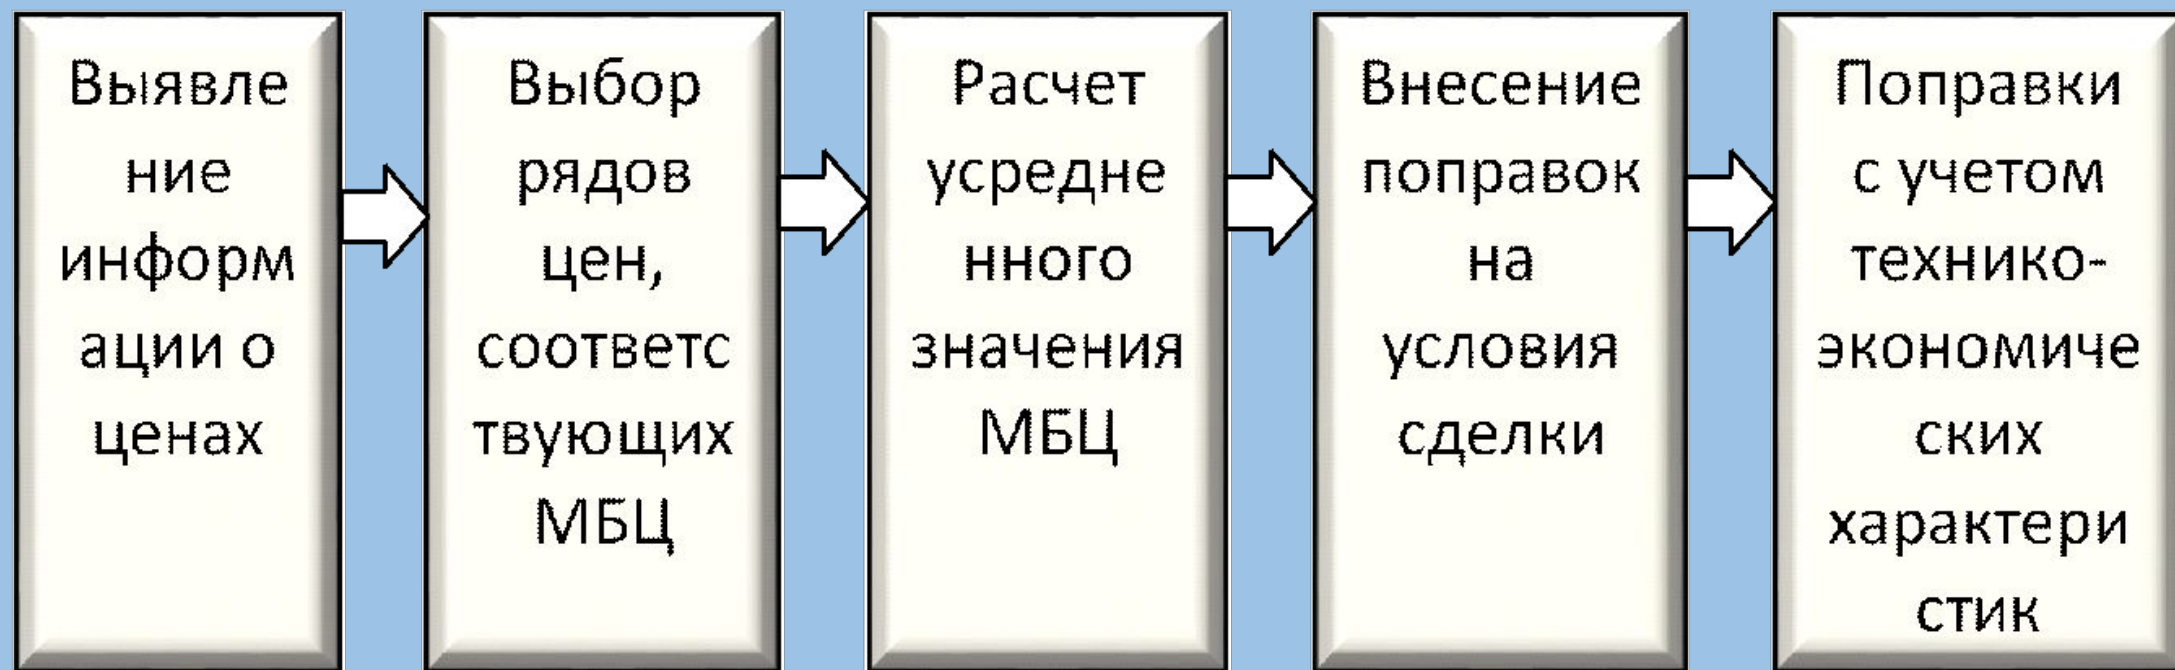 Выявле
ние
информ
ации о
ценах
Выбор
рядов
цен,
соответс
твующих
МБЦ
Расчет
усредне
нного
значения
МБЦ
Внесение
поправок
на
условия
сделки
Поправки
с учетом
технико-
экономиче
ских
характери
стик